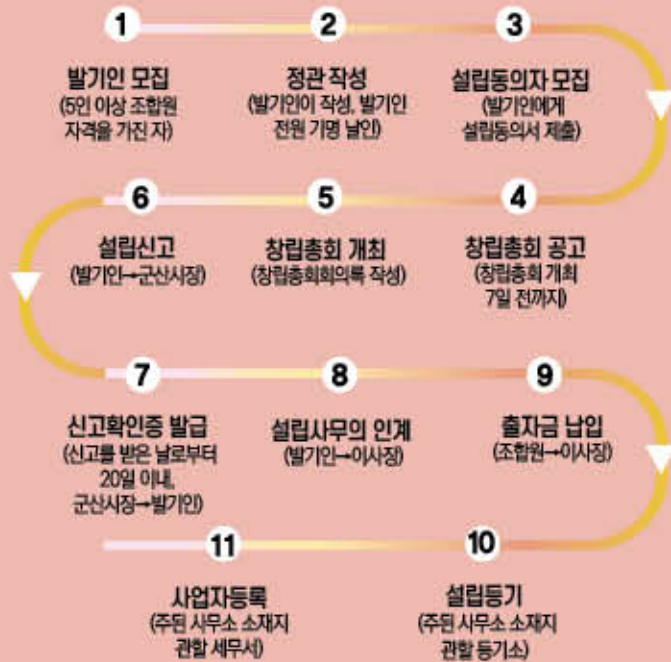 1
발기인 모집
(5인 이상 조합원
자격을 가진 자)
2
정관 작성
(발기인이 작성, 발기인
전원 기명 날인)
3
설립동의자 모집
(발기인에게
설립동의서 제출)
4
창립총회 공고
(창립총회 개최
7일 전까지)
5
창립총회 개최
(창립총회회의록 작성)
6
설립신고
(발기인→군산시장)
7
신고확인증 발급
(신고를 받은 날로부터
20일 이내,
군산시장→발기인)
8
설립사무의 인계
(발기인→이사장)
9
출자금 납입
(조합원→이사장)
10
설립등기
(주된 사무소 소재지
관할 등기소)
11
사업자등록
(주된 사무소 소재지
관할 세무서)